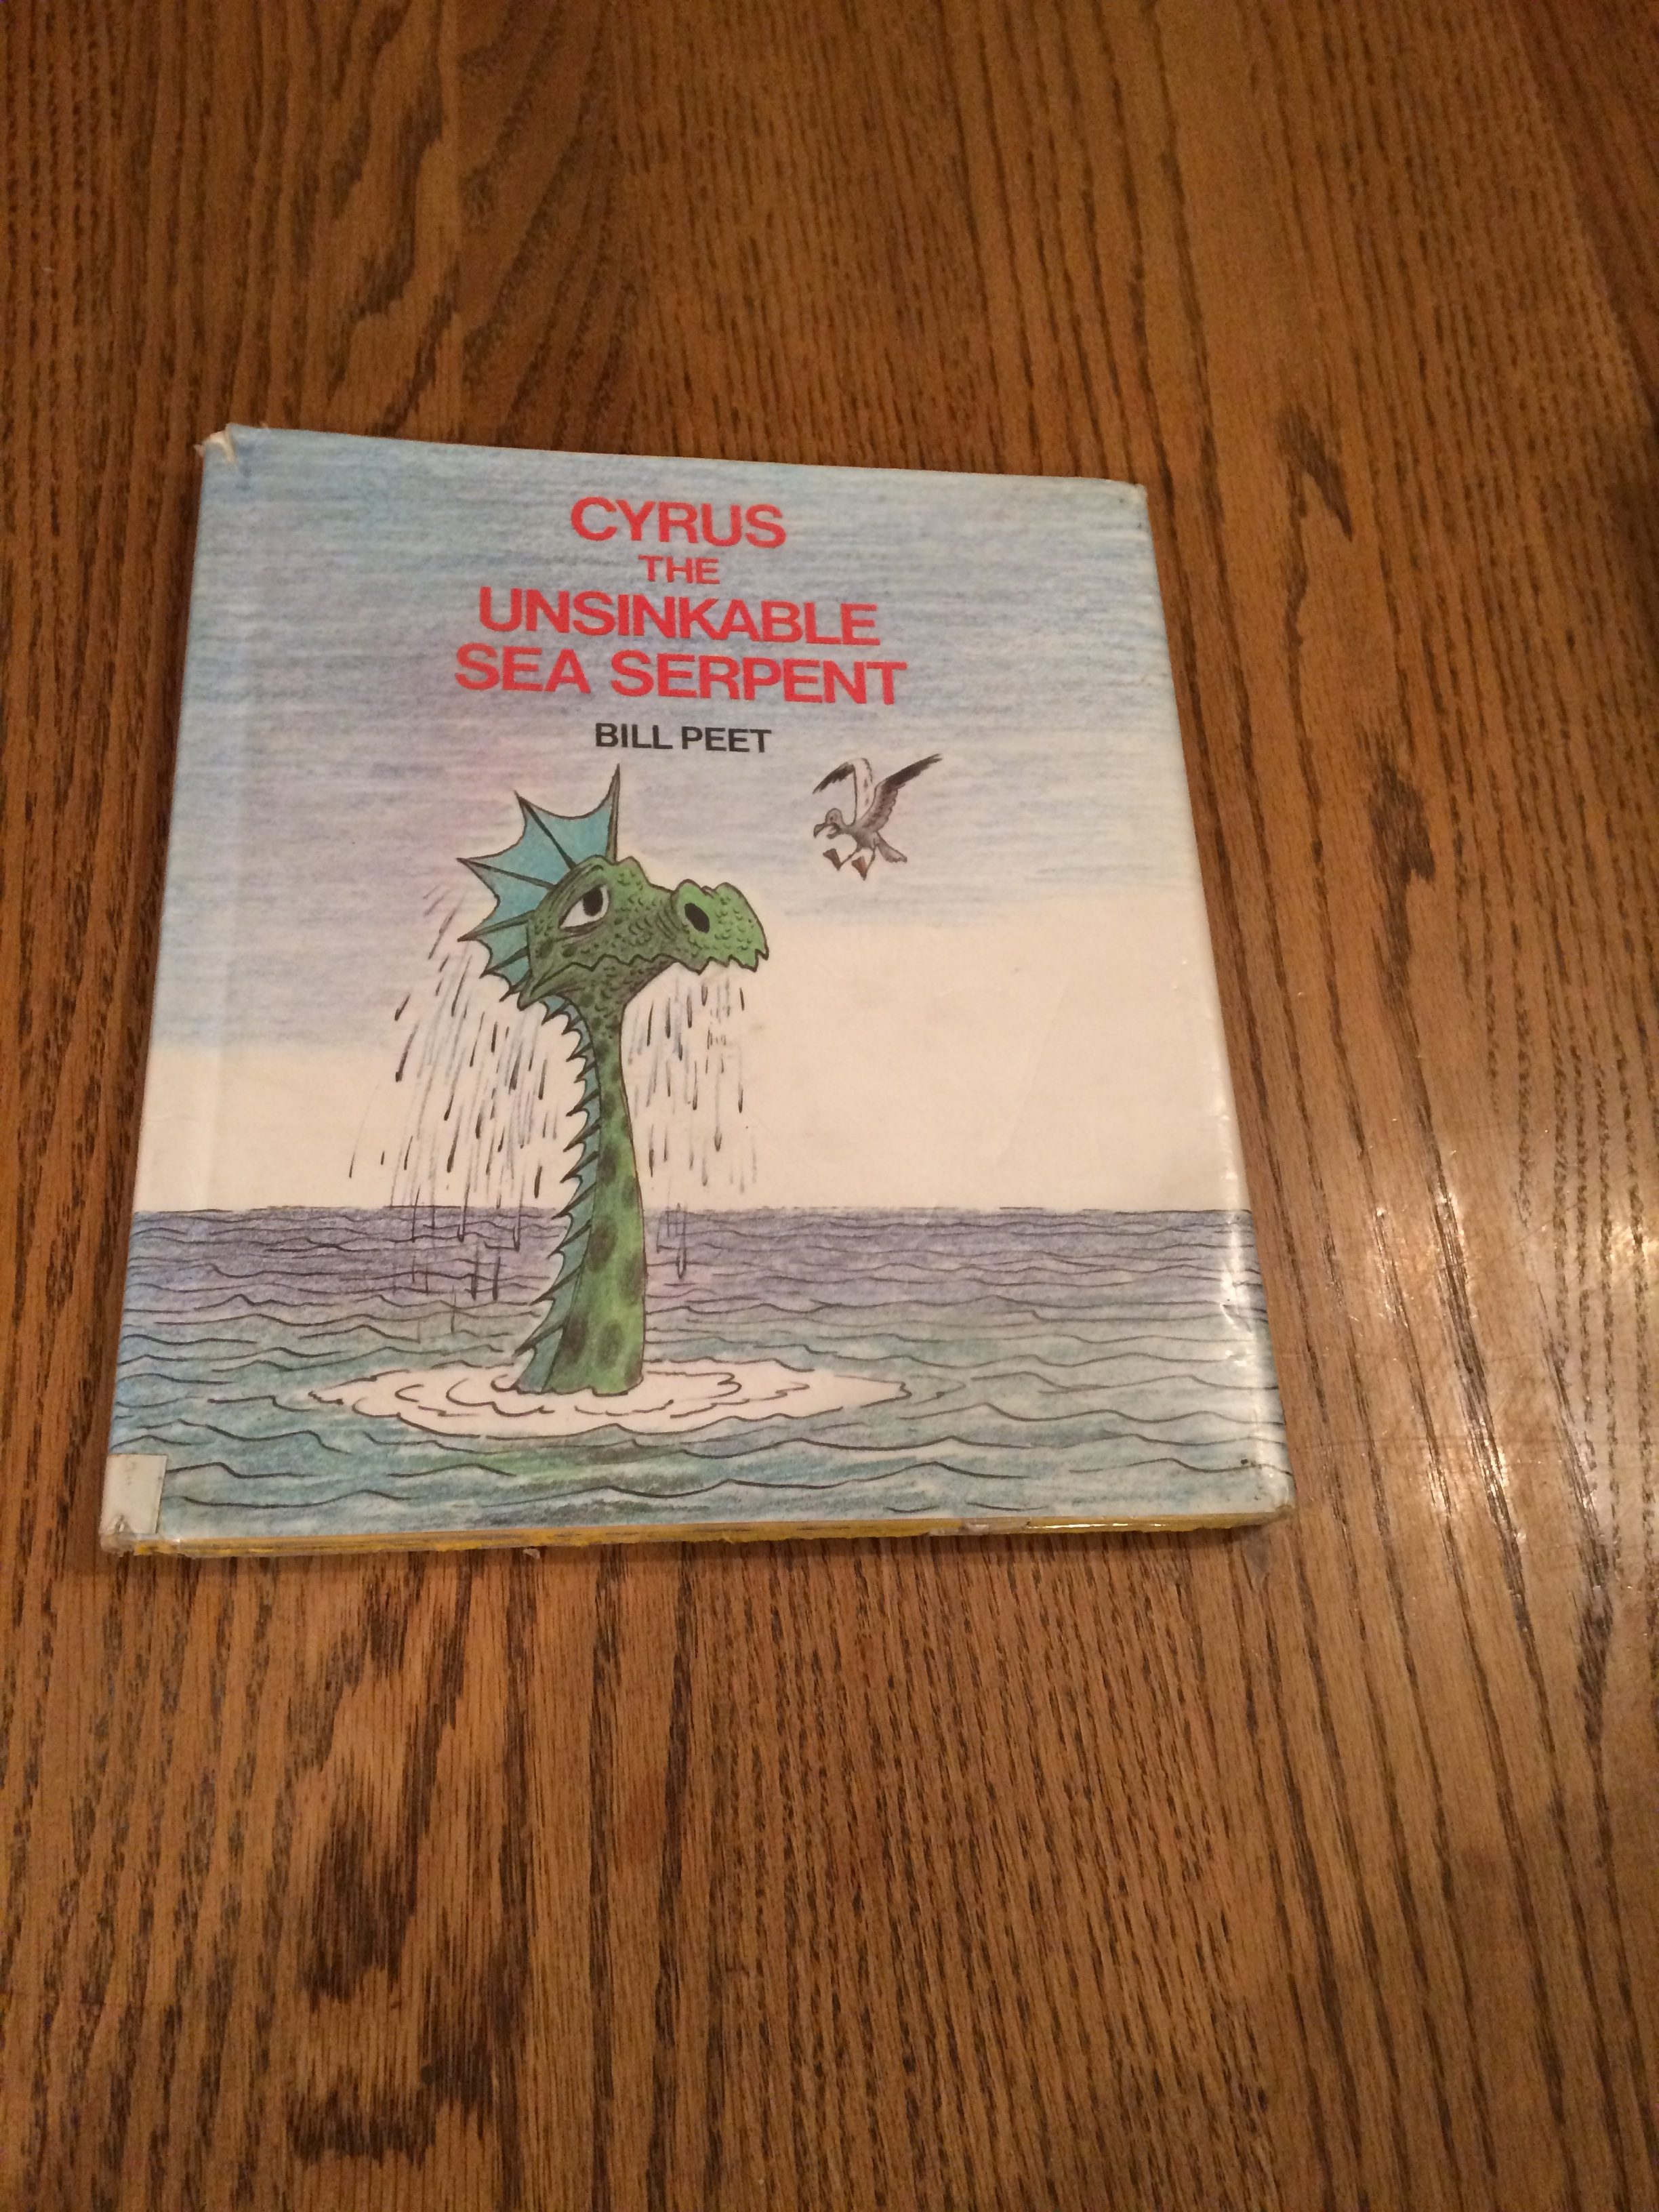 CYRUS
THE
UNSINKABLE
SEA SERPENT
BILL PEET